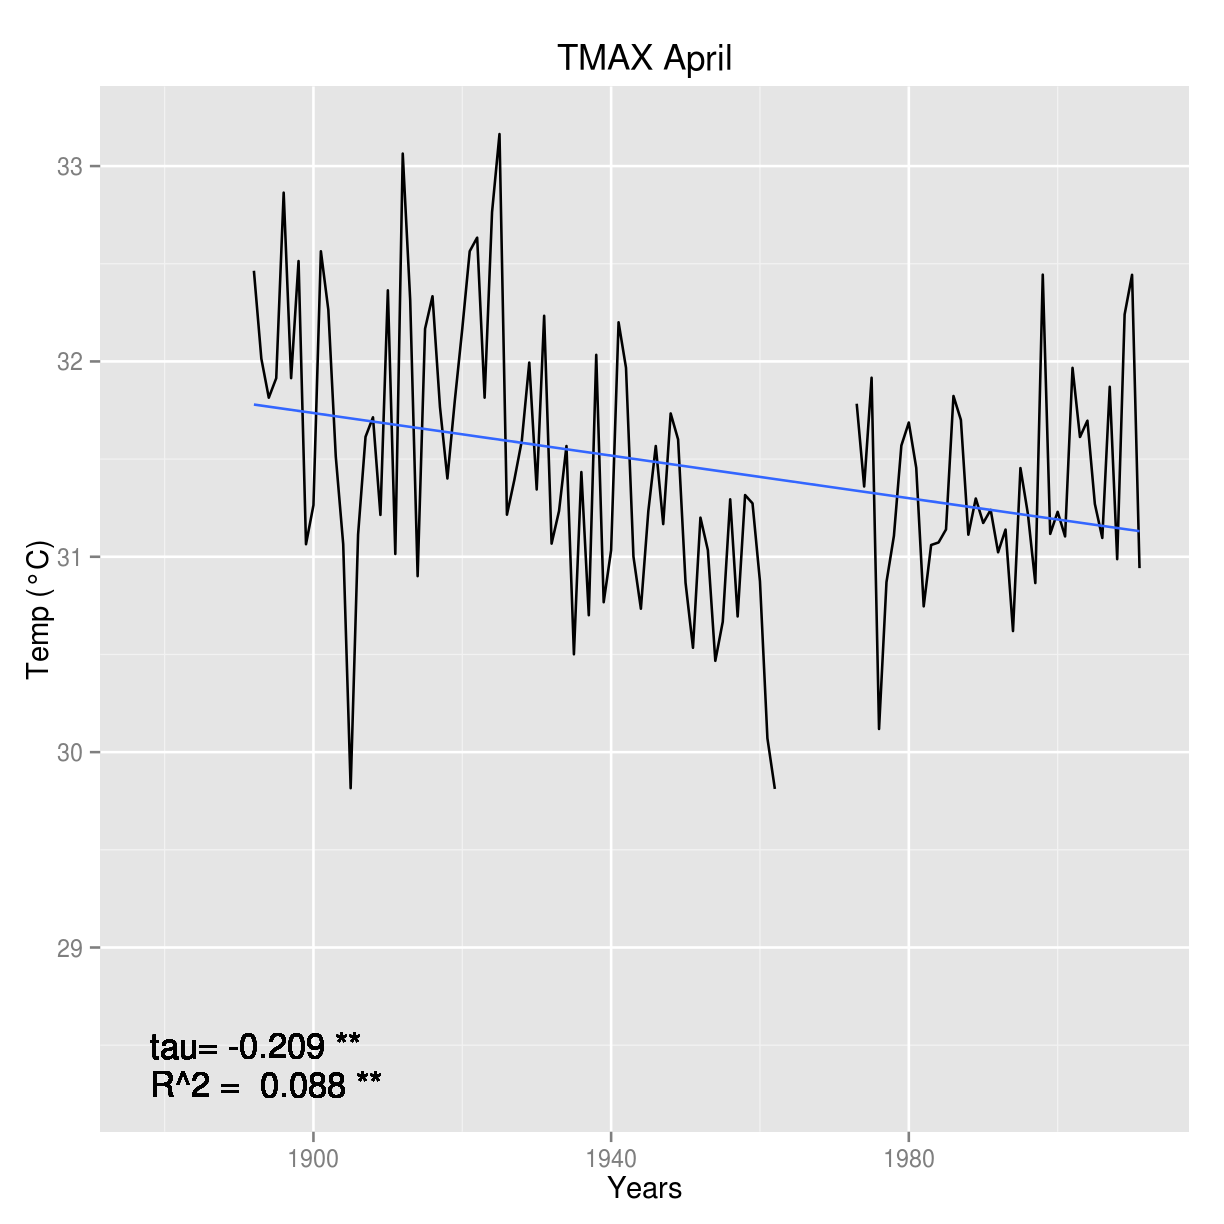 TMAX April
33
32
31
30
29
Temp (°C)
tau= -0.209 **
R^2 =  0.088 **
1900 1940 1980
Years